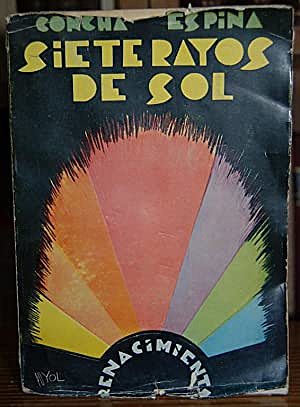 CONCHA ESPINA
SIETE RAYOS
DE SOL
RENACIMIENTO